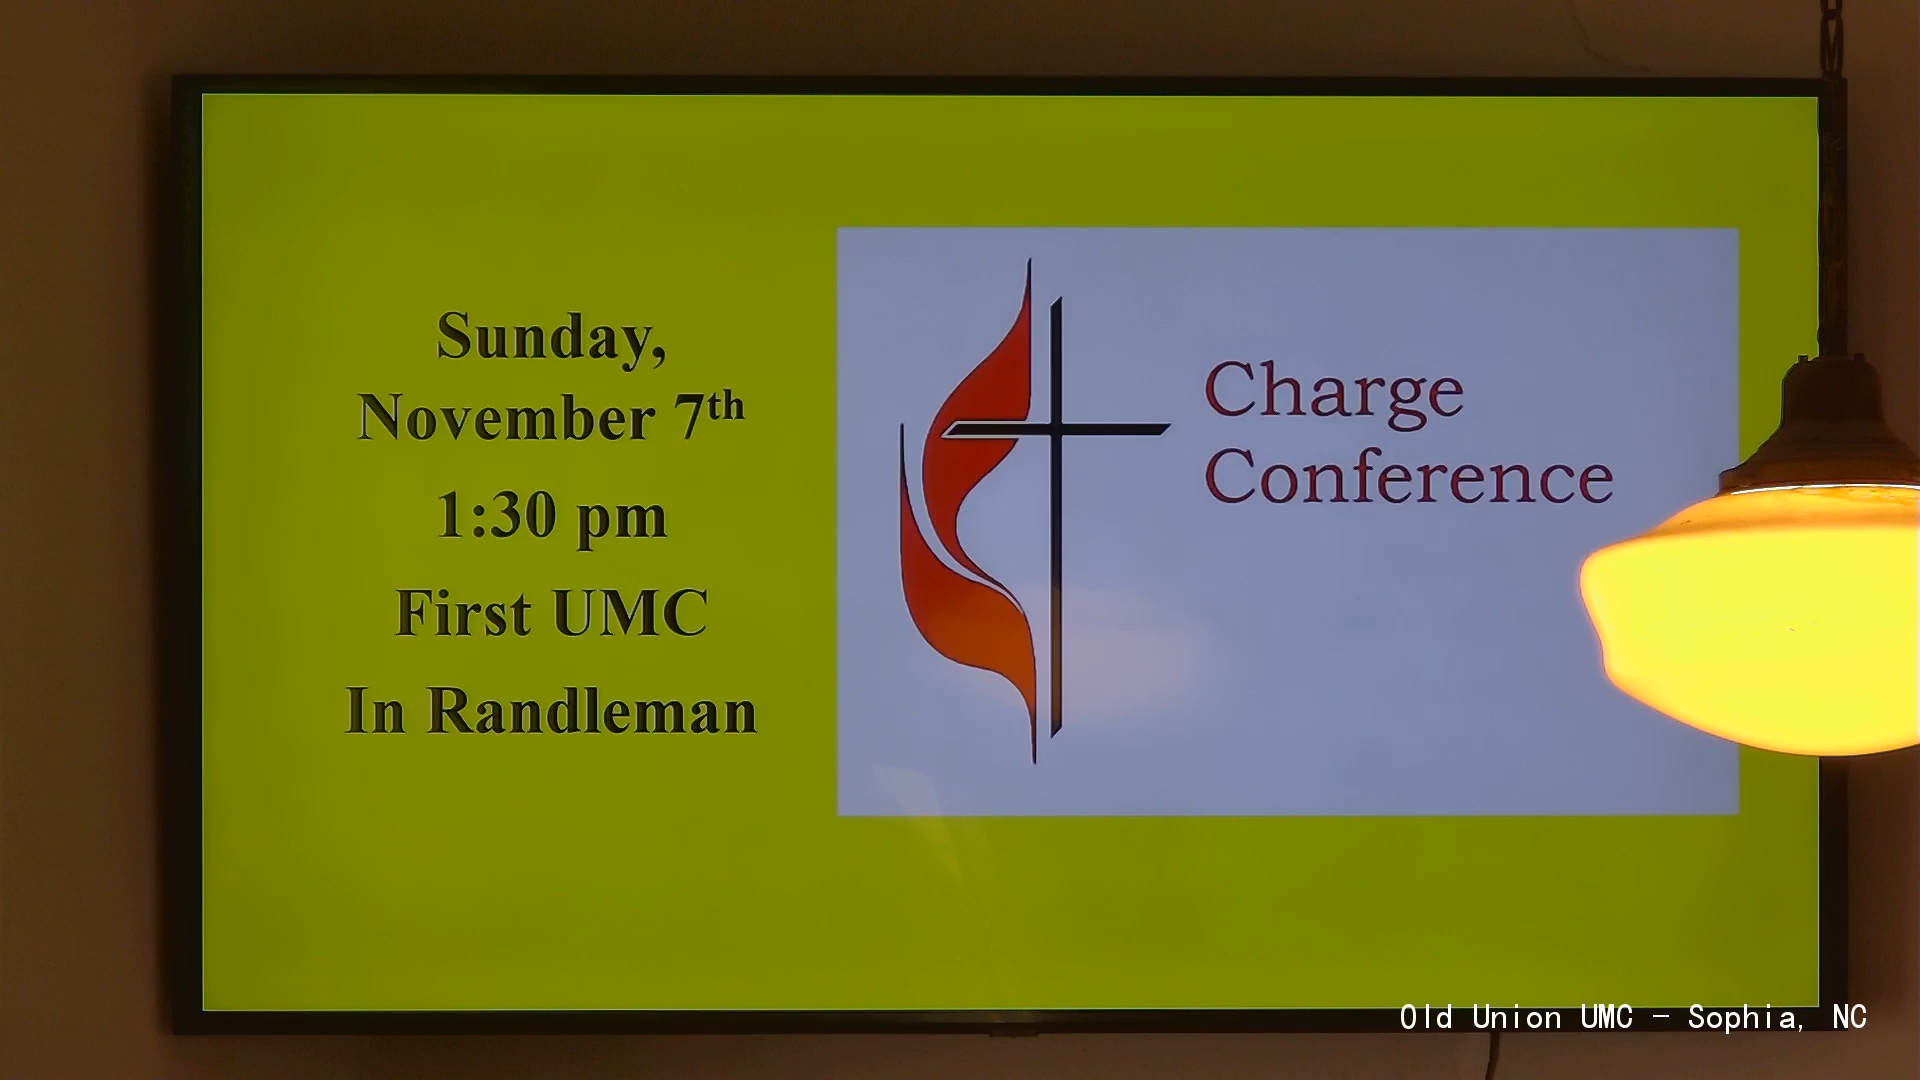 Sunday,
November 7th
1:30 pm
First UMC
In Randleman
Charge
Conference
Old Union UMC - Sophia, NC